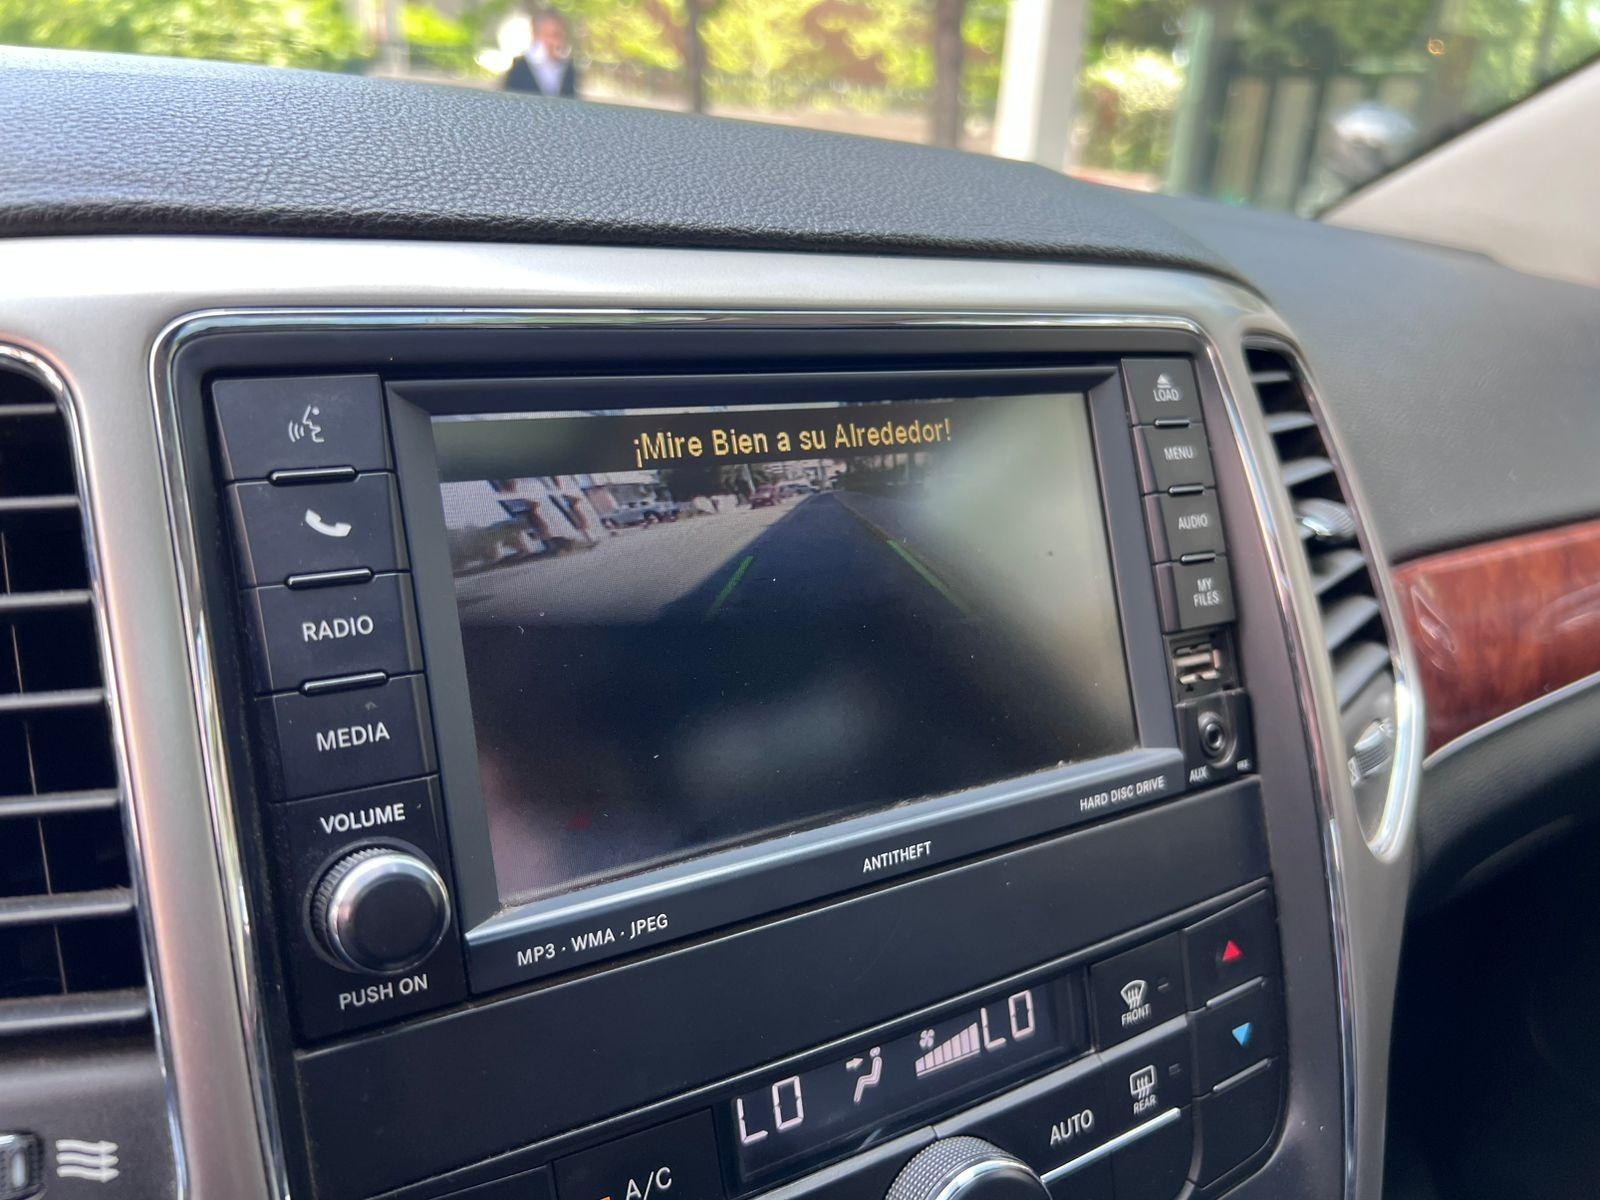 ¡Mire Bien a su Alrededor!
RADIO
MEDIA
VOLUME
PUSH ON
LOAD
MENU
AUDIO
MY
FILES
AUX
HARD DISC DRIVE
ANTITHEFT
MP3 · WMA · JPEG
LO
LO
FRONT
REAR
AUTO
A/C